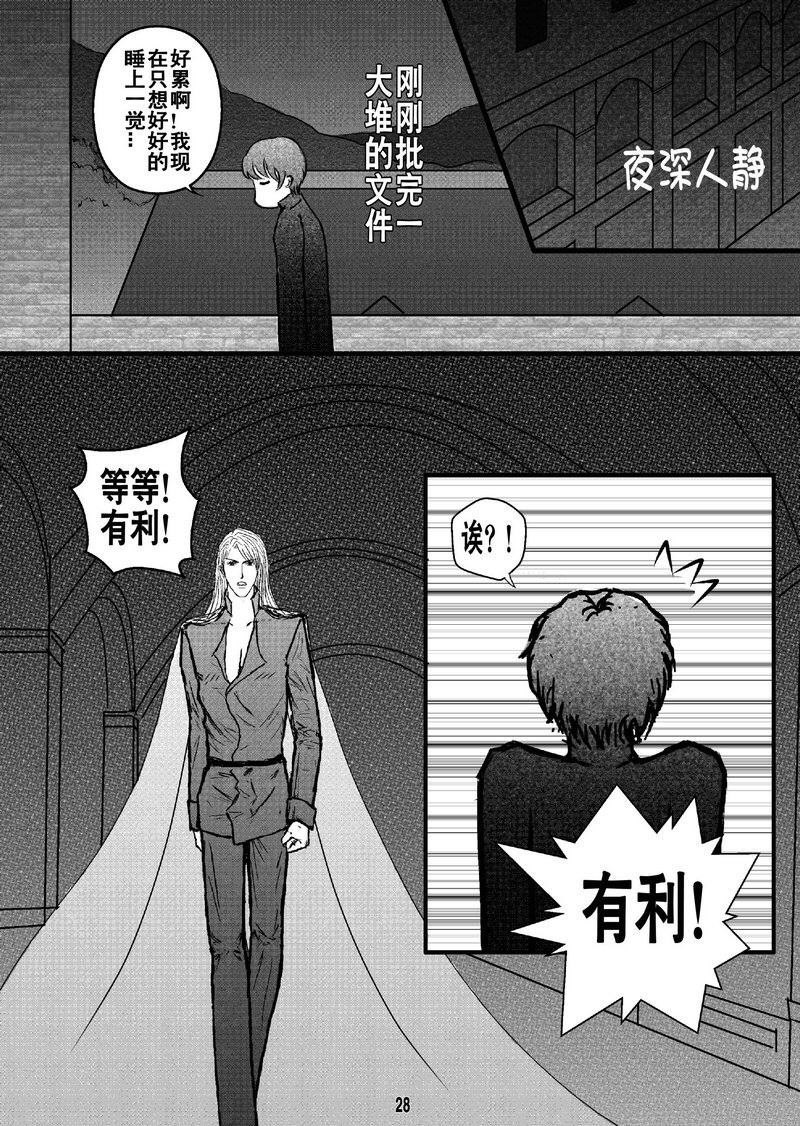 夜深人静
刚刚批完一
大堆的文件
好累啊!我现
在只想好好的
睡上一觉…
诶?!
有利!
等等!
有利!
28